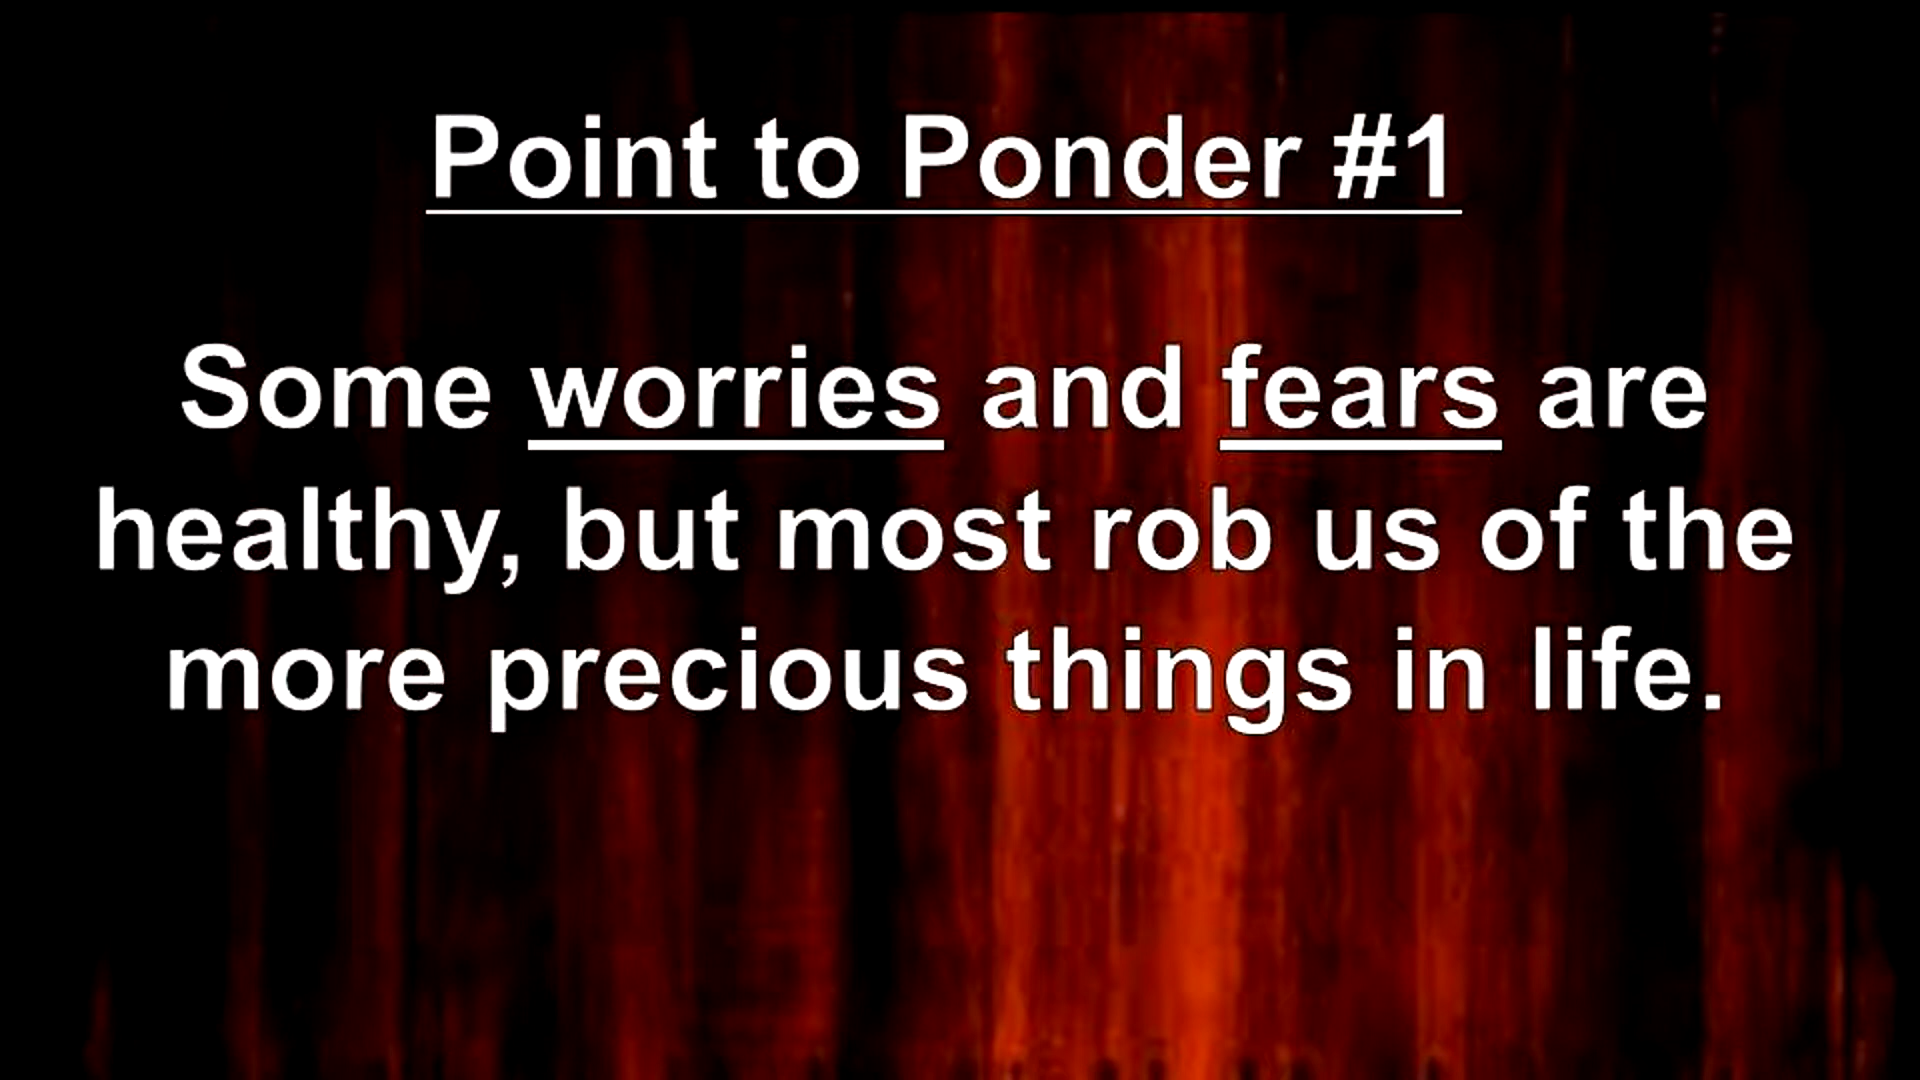 Point to Ponder #1
Some worries and fears are
healthy, but most rob us of the
more precious things in life.